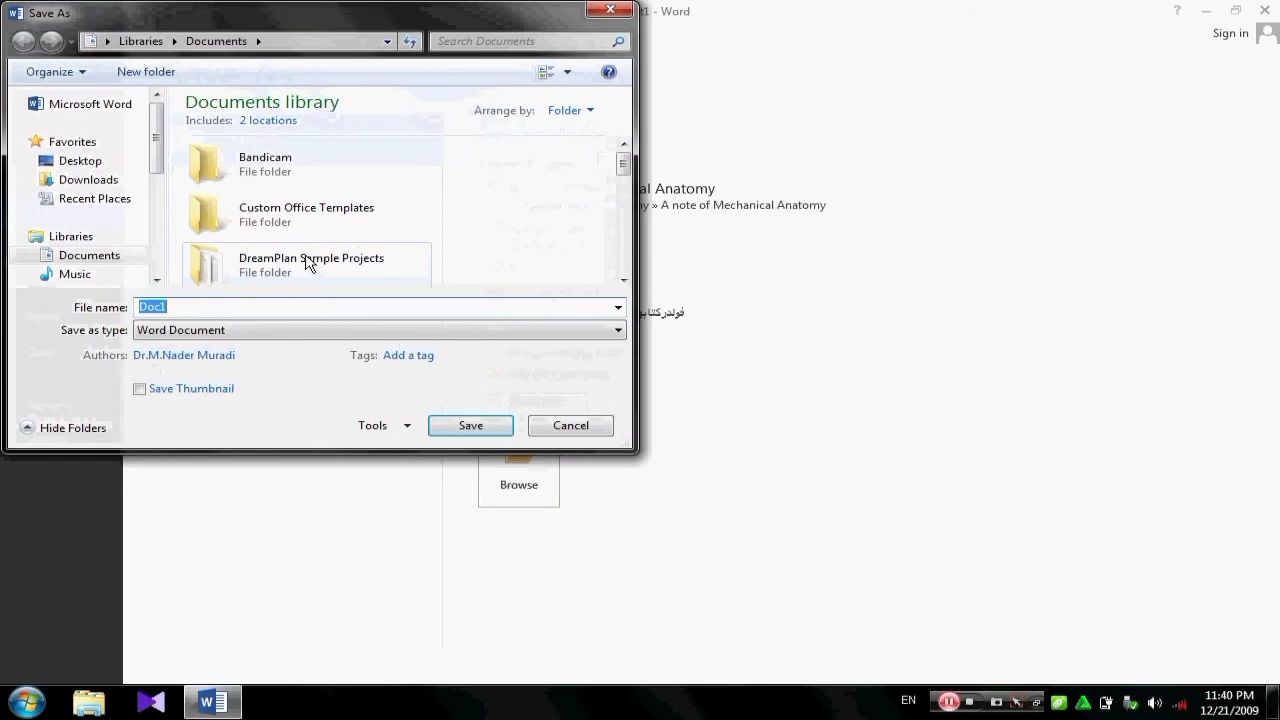 Save As
t1 - Word
Sign in
Libraries
Documents
Search Documents
Organize
New folder
Microsoft Word
Favorites
Desktop
Downloads
Recent Places
Libraries
Documents
Music
Documents library
Includes: 2 locations
Arrange by: Folder
Bandicam
File folder
Custom Office Templates
File folder
DreamPlan Sample Projects
File folder
al Anatomy
y » A note of Mechanical Anatomy
File name: Doc1
Save as type: Word Document
Authors: Dr.M.Nader Muradi
Tags: Add a tag
Save Thumbnail
Hide Folders
Tools
Save
Cancel
Browse
EN
11:40 PM
12/21/2009